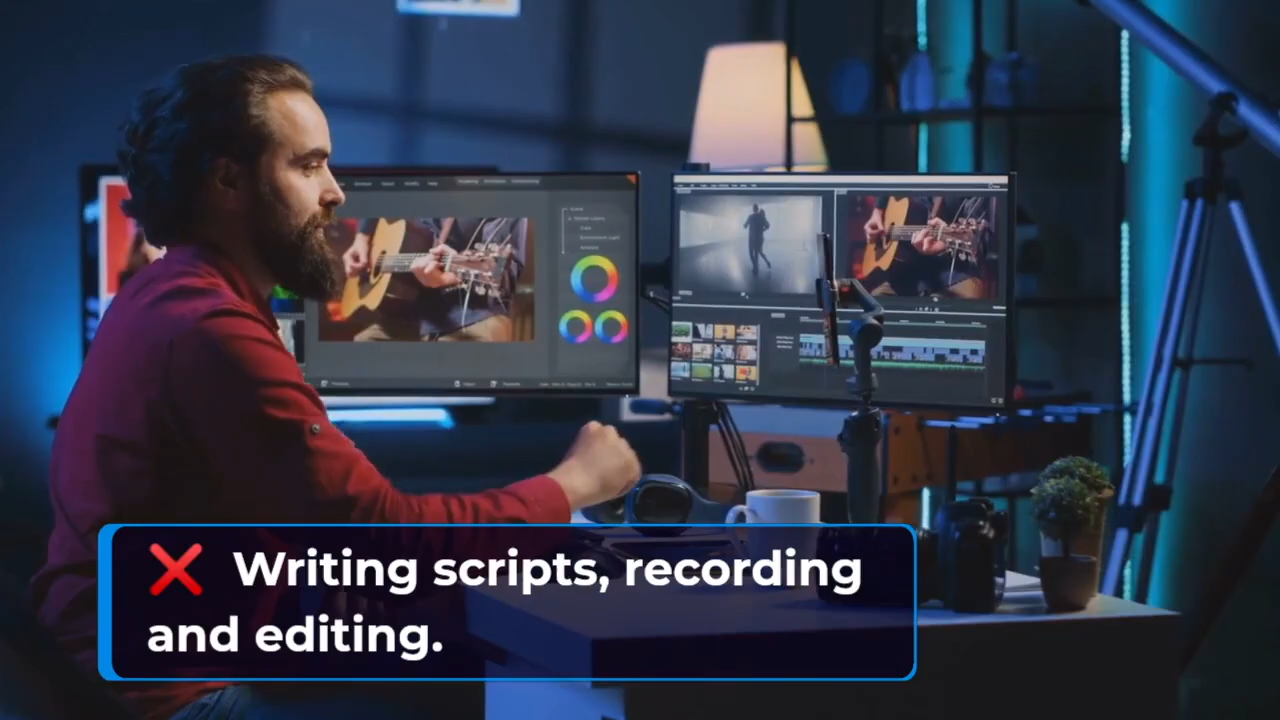 ❌ Writing scripts, recording
and editing.